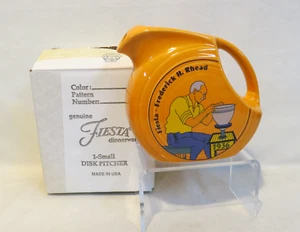 Color:
Pattern
Number:
genuine
Fiesta
dinnerware
1-Small
DISK PITCHER
MADE IN USA
Fiesta - Frederick H. Rhead
1936